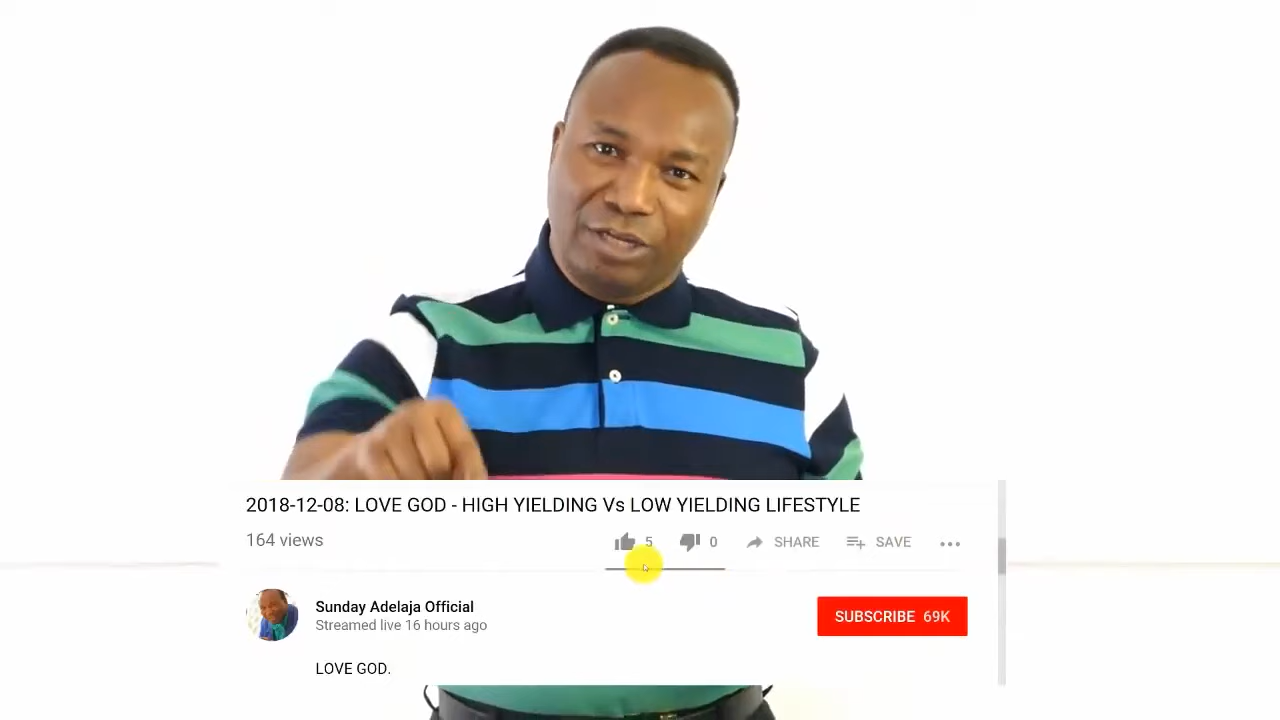 2018-12-08: LOVE GOD - HIGH YIELDING Vs LOW YIELDING LIFESTYLE
164 views
5
0
SHARE
SAVE
Sunday Adelaja Official
SUBSCRIBE 69K
Streamed live 16 hours ago
LOVE GOD.